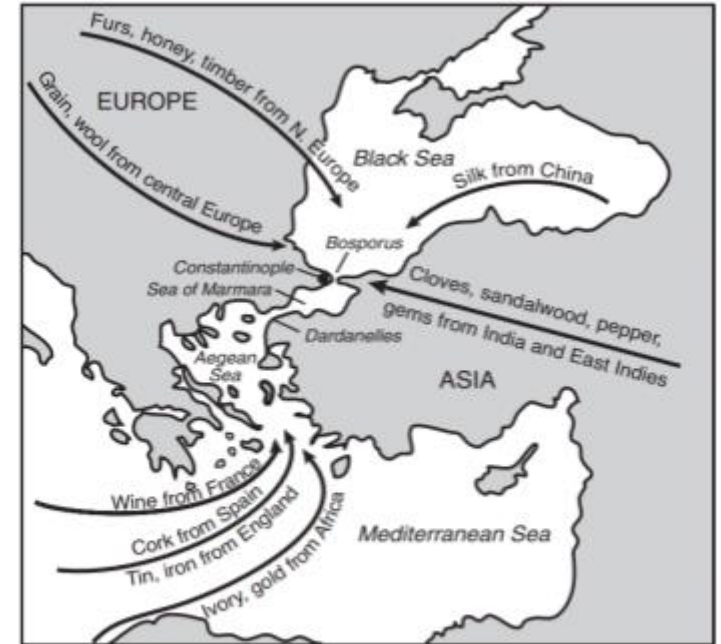 Furs, honey, timber from N. Europe
Grain, wool from central Europe
EUROPE
Black Sea
Silk from China
Bosporus
Constantinople
Sea of Marmara
Cloves, sandalwood, pepper,
gems from India and East Indies
Dardanelles
Aegean
Sea
ASIA
Wine from France
Cork from Spain
Tin, iron from England
Ivory, gold from Africa
Mediterranean Sea